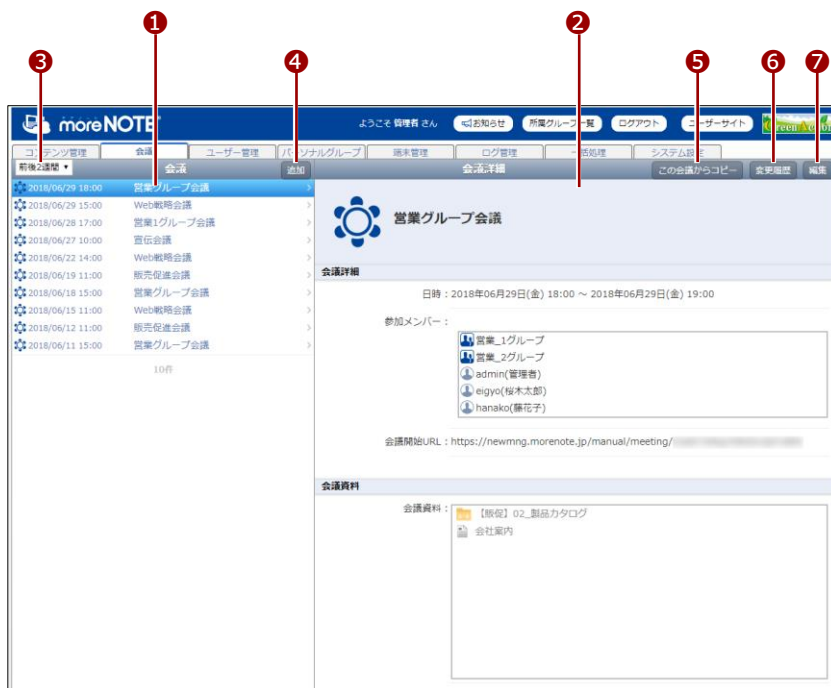 1
2
3
4
5
6
7
moreNOTE
ようこそ 管理者 さん
お知らせ
所属グループ一覧
ログアウト
ユーザーサイト
コンテンツ管理
会議
ユーザー管理
パーソナルグループ
端末管理
ログ管理
一括処理
システム設定
前後2週間
会議
追加
会議詳細
この会議からコピー
変更履歴
編集
2018/06/29 18:00 営業グループ会議
2018/06/29 15:00 Web戦略会議
2018/06/28 17:00 営業1グループ会議
2018/06/27 10:00 宣伝会議
2018/06/22 14:00 Web戦略会議
2018/06/19 11:00 販売促進会議
2018/06/18 15:00 営業グループ会議
2018/06/15 11:00 Web戦略会議
2018/06/12 11:00 販売促進会議
2018/06/11 15:00 営業グループ会議
10件
営業グループ会議
会議詳細
日時：2018年06月29日(金) 18:00 ～ 2018年06月29日(金) 19:00
参加メンバー：
営業_1グループ
営業_2グループ
admin(管理者)
eigyo(桜木太郎)
hanako(藤花子)
会議開始URL：https://newmng.morenote.jp/manual/meeting/
会議資料
会議資料：
【販促】02_製品カタログ
会社案内